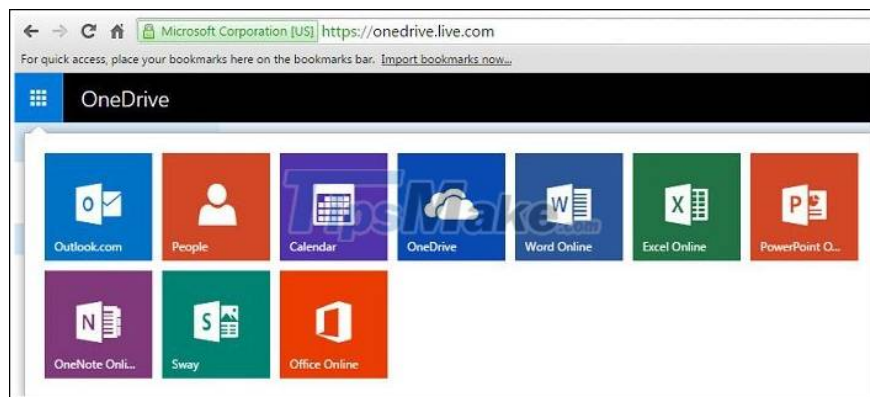 Microsoft Corporation [US] https://onedrive.live.com
For quick access, place your bookmarks here on the bookmarks bar. Import bookmarks now...
OneDrive
Outlook.com People Calendar OneDrive Word Online Excel Online PowerPoint O...
TipsMake.com
OneNote Onli... Sway Office Online